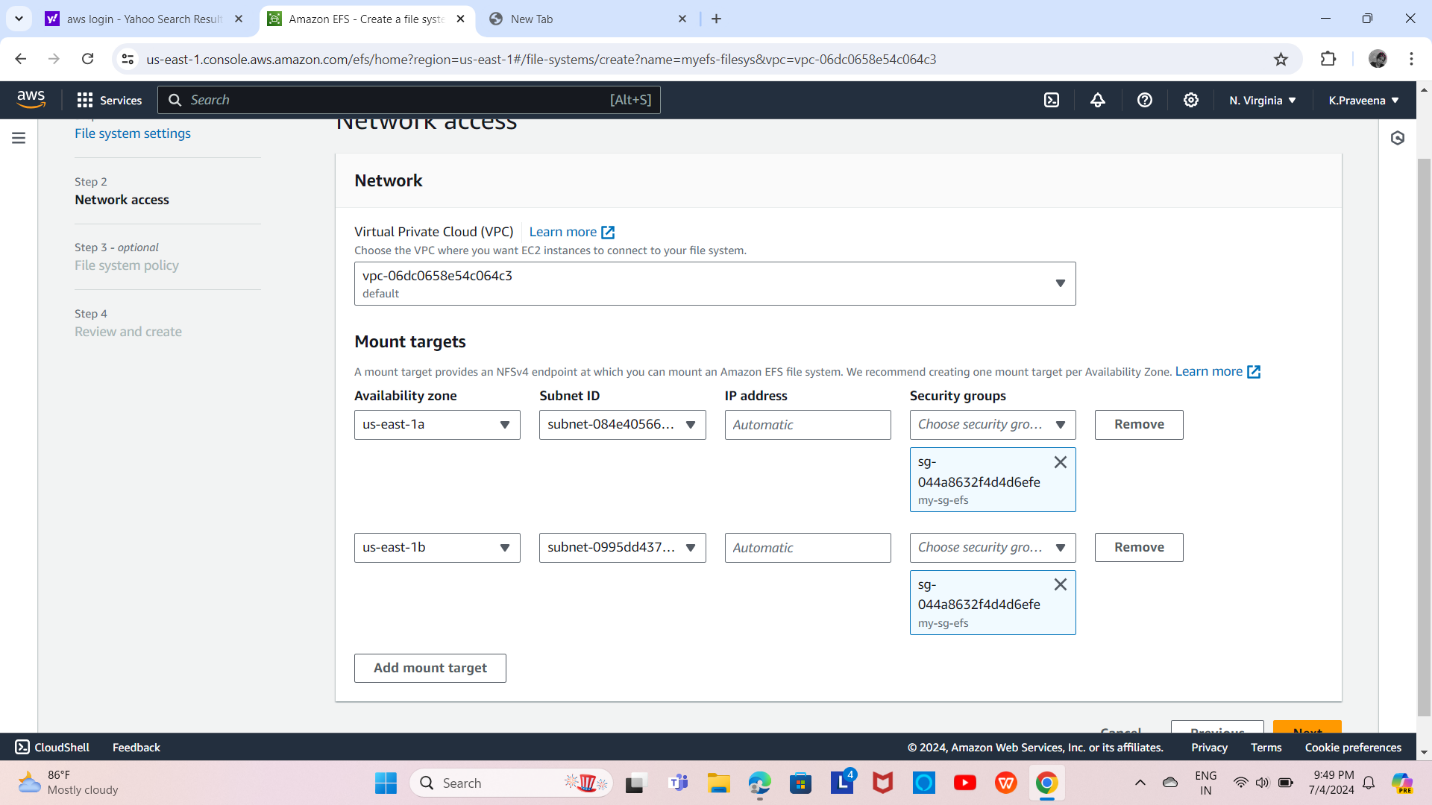 aws login - Yahoo Search Result
Amazon EFS - Create a file syste
New Tab
us-east-1.console.aws.amazon.com/efs/home?region=us-east-1#/file-systems/create?name=myefs-filesys&vpc=vpc-06dc0658e54c064c3
aws
Services
Search
[Alt+S]
N. Virginia
K.Praveena
File system settings
Step 2
Network access
Step 3 - optional
File system policy
Step 4
Review and create
Network access
Network
Virtual Private Cloud (VPC)
Learn more
Choose the VPC where you want EC2 instances to connect to your file system.
vpc-06dc0658e54c064c3
default
Mount targets
A mount target provides an NFSv4 endpoint at which you can mount an Amazon EFS file system. We recommend creating one mount target per Availability Zone. Learn more
Availability zone
Subnet ID
IP address
Security groups
us-east-1a
subnet-084e40566...
Automatic
Choose security gro...
Remove
sg-
044a8632f4d4d6efe
my-sg-efs
us-east-1b
subnet-0995dd437...
Automatic
Choose security gro...
Remove
sg-
044a8632f4d4d6efe
my-sg-efs
Add mount target
Cancel
Previous
Next
CloudShell
Feedback
© 2024, Amazon Web Services, Inc. or its affiliates.
Privacy
Terms
Cookie preferences
86°F
Mostly cloudy
Search
4
ENG
IN
9:49 PM
7/4/2024
PRE